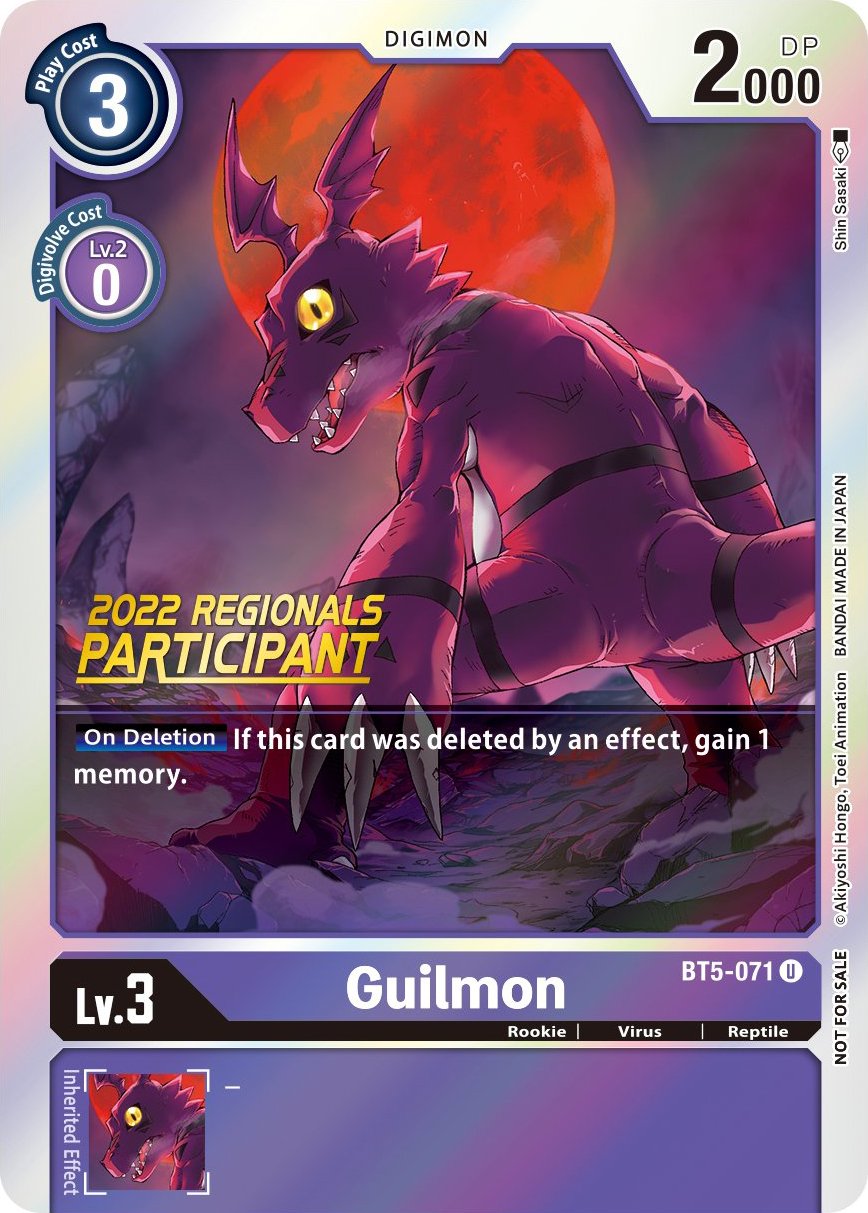 DIGIMON
Play Cost
3
DP
2000
Digivolve Cost
Lv.2
0
Shin Sasaki
2022 REGIONALS
PARTICIPANT
On Deletion If this card was deleted by an effect, gain 1
memory.
©Akiyoshi Hongo, Toei Animation BANDAI MADE IN JAPAN
NOT FOR SALE
Lv.3
Guilmon
BT5-071 U
Rookie | Virus | Reptile
Inherited Effect
–